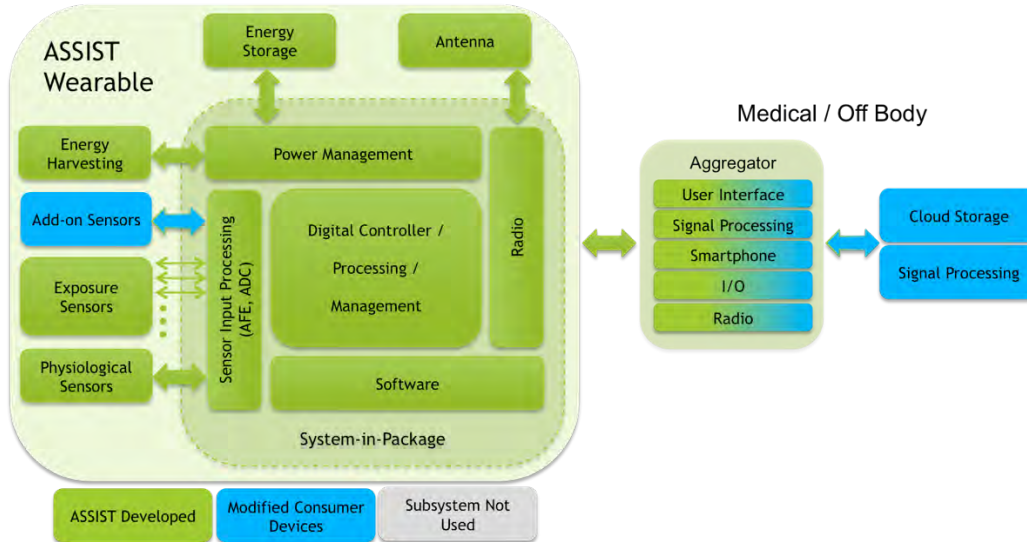 ASSIST
Wearable
Energy
Storage
Antenna
Energy
Harvesting
Power Management
Add-on Sensors
Exposure
Sensors
Physiological
Sensors
Sensor Input Processing
(AFE, ADC)
Digital Controller /
Processing /
Management
Radio
Software
System-in-Package
Medical / Off Body
Aggregator
User Interface
Signal Processing
Smartphone
I/O
Radio
Cloud Storage
Signal Processing
ASSIST Developed
Modified Consumer
Devices
Subsystem Not
Used